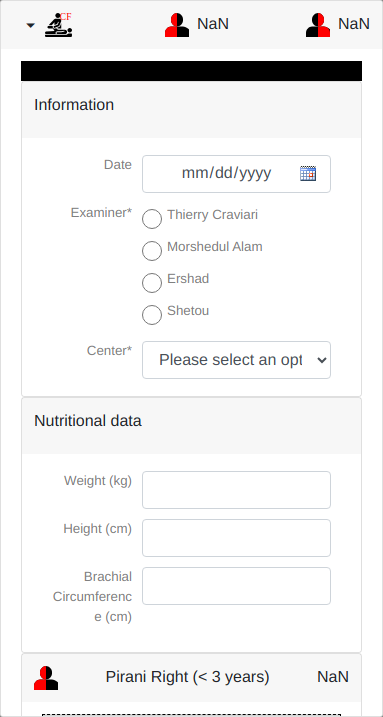 CF NaN NaN
Information
Date mm/dd/yyyy
Examiner* Thierry Craviari
Morshedul Alam
Ershad
Shetou
Center* Please select an opt
Nutritional data
Weight (kg)
Height (cm)
Brachial
Circumferenc
e (cm)
Pirani Right (< 3 years) NaN